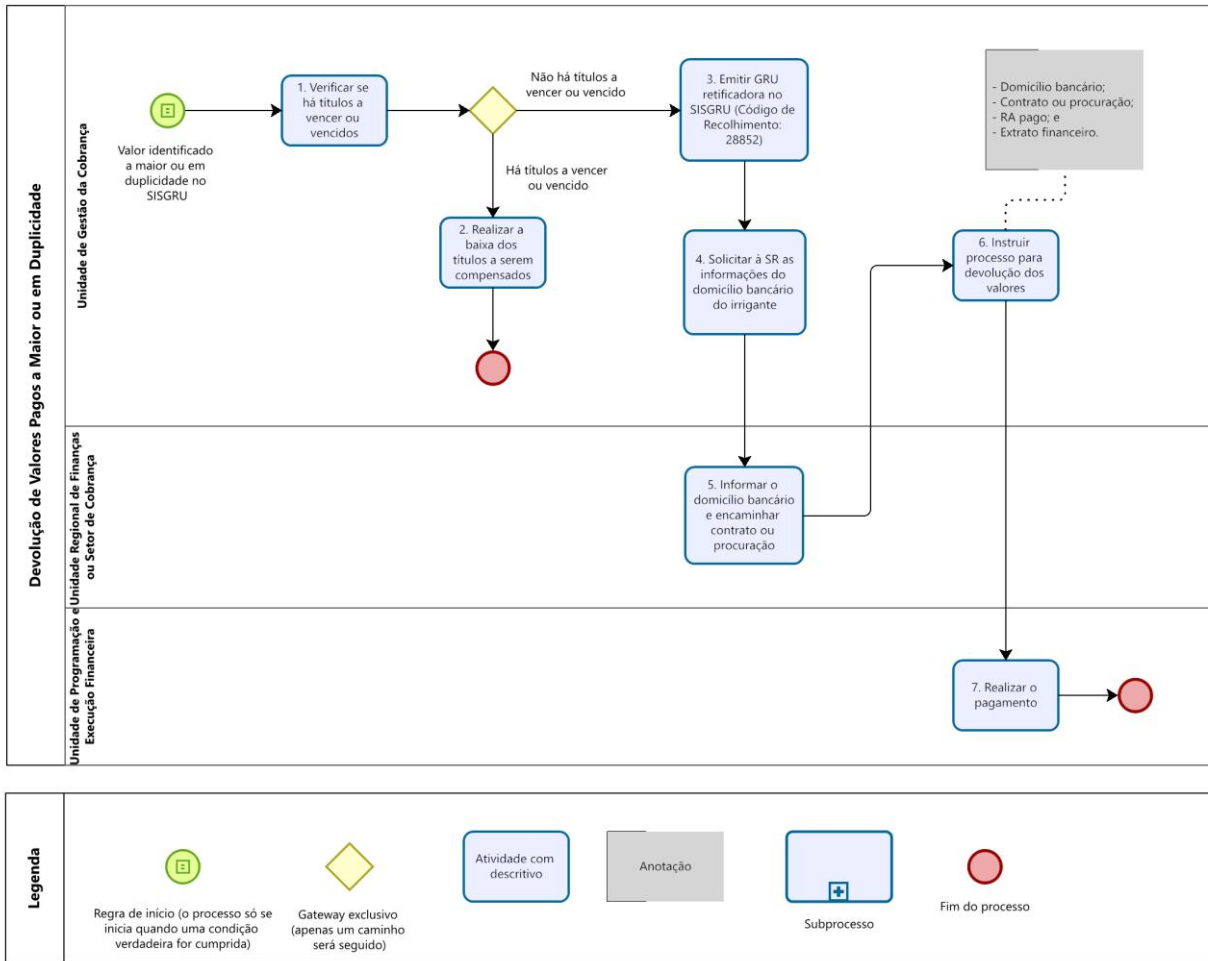 Devolução de Valores Pagos a Maior ou em Duplicidade
Unidade de Gestão da Cobrança
Valor identificado
a maior ou em
duplicidade no
SISGRU
1. Verificar se
há títulos a
vencer ou
vencidos
Não há títulos a
vencer ou vencido
Há títulos a vencer
ou vencido
2. Realizar a
baixa dos
títulos a serem
compensados
3. Emitir GRU
retificadora no
SISGRU (Código de
Recolhimento:
28852)
4. Solicitar à SR as
informações do
domicílio bancário
do irrigante
- Domicílio bancário;
- Contrato ou procuração;
- RA pago; e
- Extrato financeiro.
6. Instruir
processo para
devolução dos
valores
Unidade Regional de Finanças
ou Setor de Cobrança
5. Informar o
domicílio bancário
e encaminhar
contrato ou
procuração
Unidade de Programação e
Execução Financeira
7. Realizar o
pagamento
Legenda
Regra de início (o processo só se
inicia quando uma condição
verdadeira for cumprida)
Gateway exclusivo
(apenas um caminho
será seguido)
Atividade com
descritivo
Anotação
Subprocesso
Fim do processo